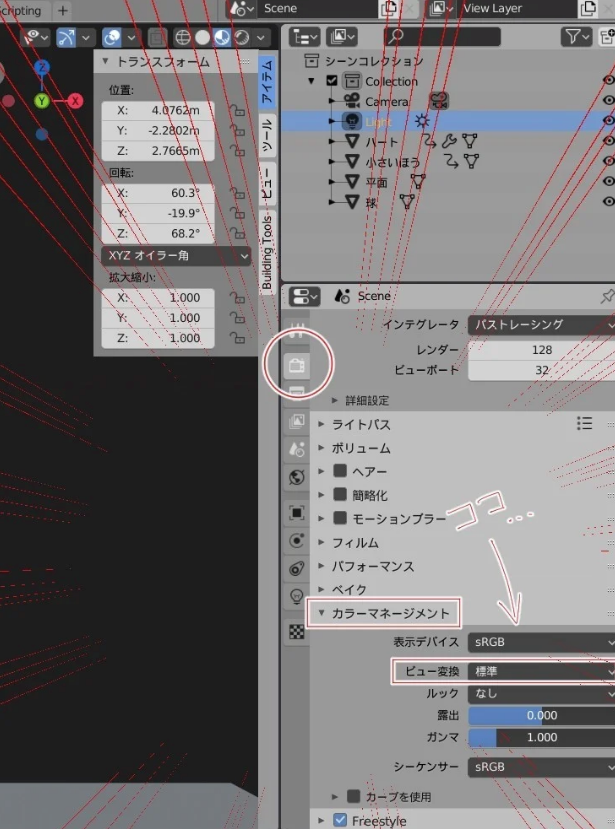 cripting
+
Scene
View Layer
トランスフォーム
位置:
X: 4.0762m
Y: -2.2802m
Z: 2.7665m
回転:
X: 60.3°
Y: -19.9°
Z: 68.2°
XYZ オイラー角
拡大縮小:
X: 1.000
Y: 1.000
Z: 1.000
アイテム
ツール
ビュー
Building Tools
Z
Y
X
シーンコレクション
Collection
Camera
Light
ハート
小さいほう
平面
球
Scene
インテグレータ パストレーシング
レンダー 128
ビューポート 32
詳細設定
ライトパス
ボリューム
ヘアー
簡略化
モーションブラー
ココ...
フィルム
パフォーマンス
ベイク
カラーマネージメント
表示デバイス sRGB
ビュー変換 標準
ルック なし
露出 0.000
ガンマ 1.000
シーケンサー sRGB
カーブを使用
Freestyle